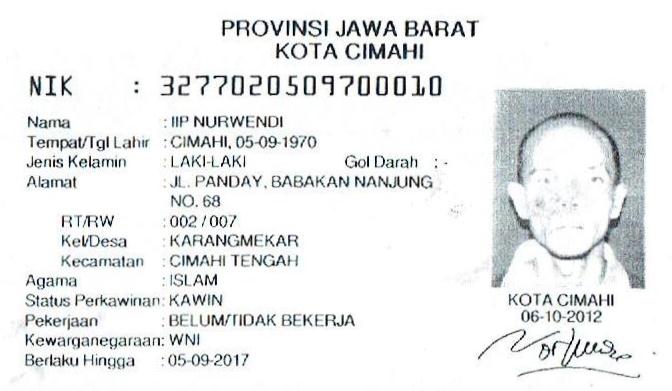 PROVINSI JAWA BARAT
KOTA CIMAHI
NIK : 3277020509700010
Nama : IIP NURWENDI
Tempat/Tgl Lahir : CIMAHI, 05-09-1970
Jenis Kelamin : LAKI-LAKI Gol Darah : -
Alamat : JL. PANDAY, BABAKAN NANJUNG
NO. 68
RT/RW : 002 / 007
Kel/Desa : KARANGMEKAR
Kecamatan : CIMAHI TENGAH
Agama : ISLAM
Status Perkawinan: KAWIN
Pekerjaan : BELUM/TIDAK BEKERJA
Kewarganegaraan: WNI
Berlaku Hingga : 05-09-2017
KOTA CIMAHI
06-10-2012